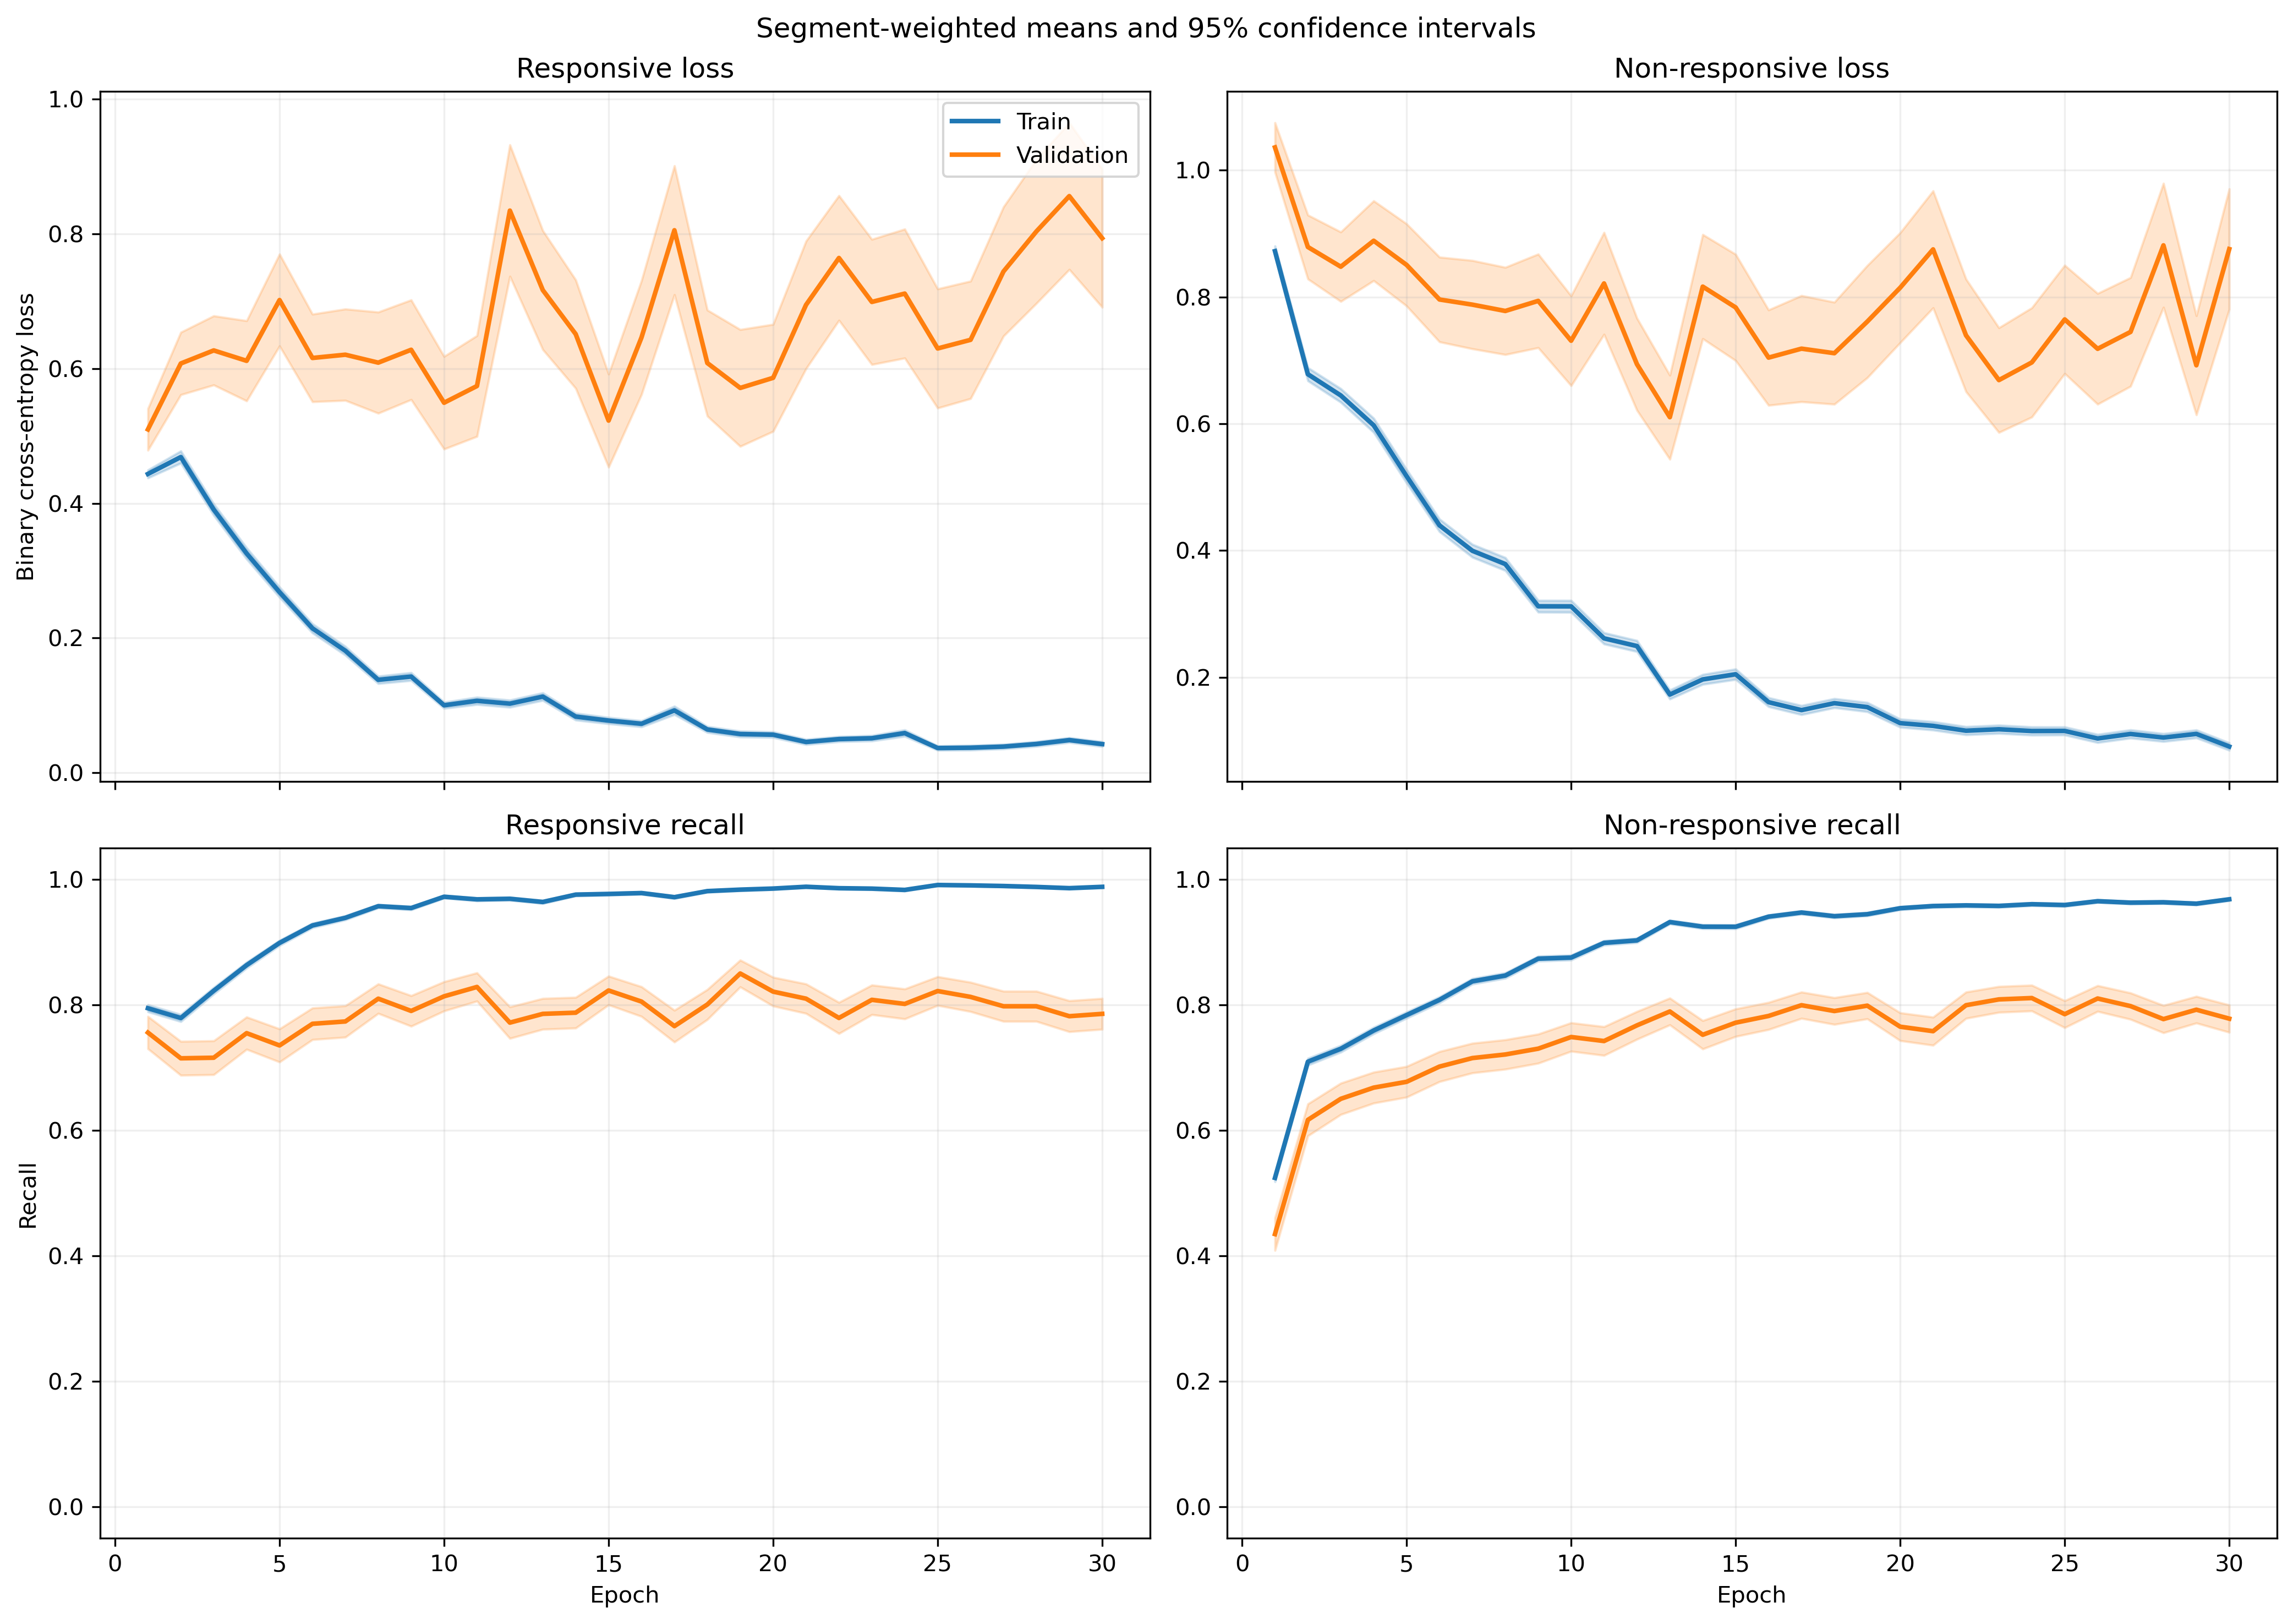 Segment-weighted means and 95% confidence intervals
Responsive loss
Non-responsive loss
1.0
0.8
0.6
0.4
0.2
0.0
Binary cross-entropy loss
Train
Validation
1.0
0.8
0.6
0.4
0.2
Responsive recall
Non-responsive recall
1.0
0.8
0.6
0.4
0.2
0.0
Recall
0 5 10 15 20 25 30
Epoch
1.0
0.8
0.6
0.4
0.2
0.0
0 5 10 15 20 25 30
Epoch